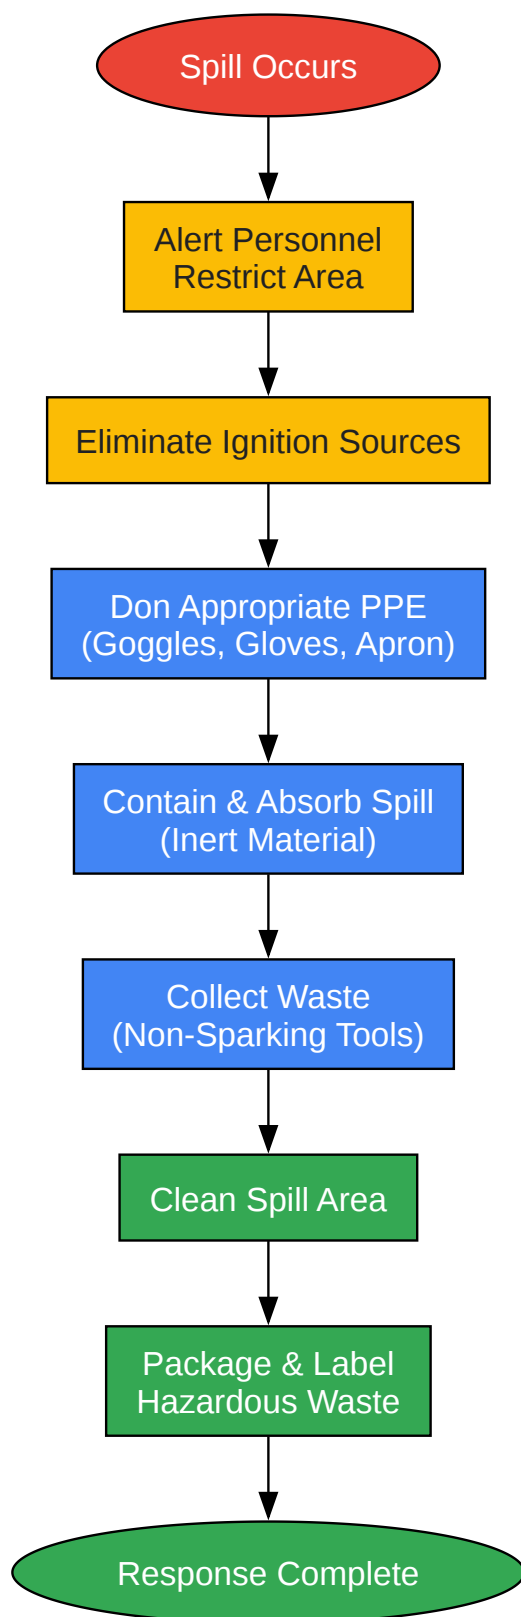 Spill Occurs
Alert Personnel
Restrict Area
Eliminate Ignition Sources
Don Appropriate PPE
(Goggles, Gloves, Apron)
Contain & Absorb Spill
(Inert Material)
Collect Waste
(Non-Sparking Tools)
Clean Spill Area
Package & Label
Hazardous Waste
Response Complete